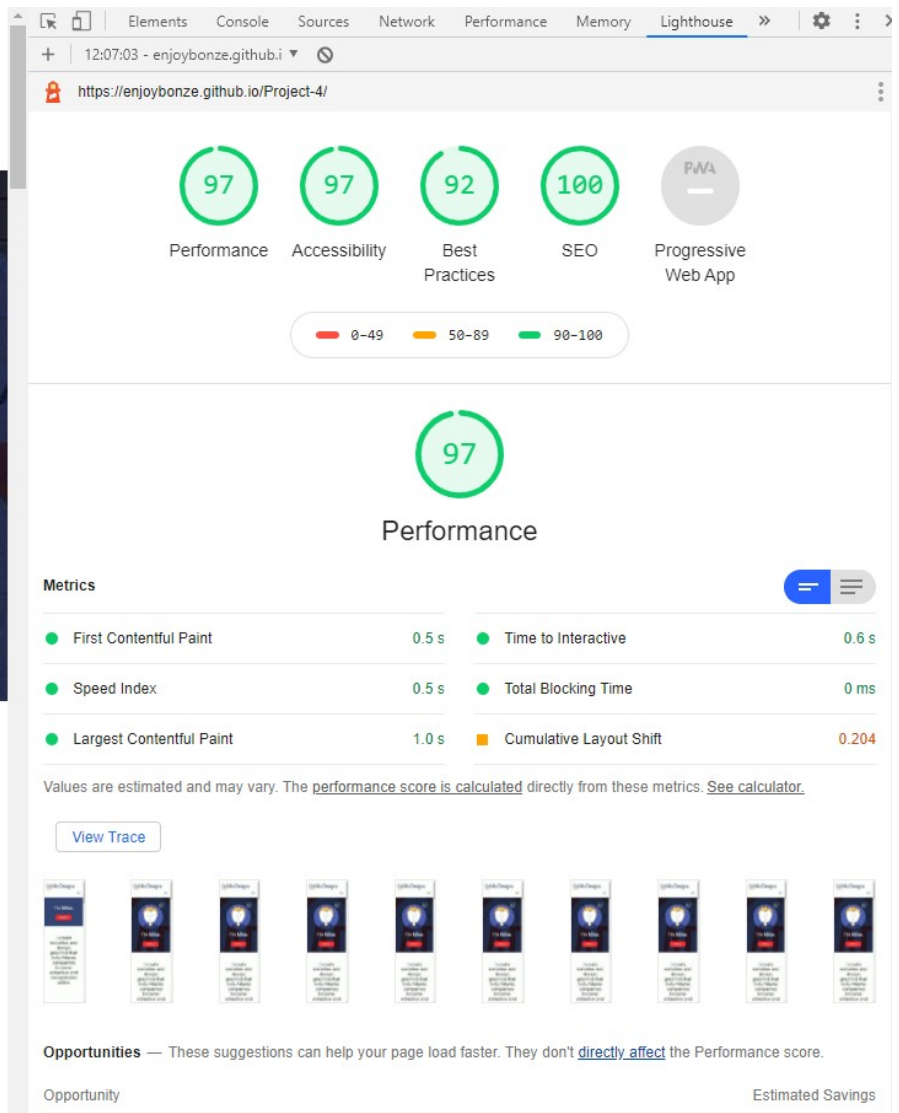 Elements Console Sources Network Performance Memory Lighthouse »
+ 12:07:03 - enjoybonze.github.i ▼
https://enjoybonze.github.io/Project-4/
97 97 92 100 PWA
Performance Accessibility Best Practices SEO Progressive Web App
0–49 50–89 90–100
97
Performance
Metrics
First Contentful Paint 0.5 s Time to Interactive 0.6 s
Speed Index 0.5 s Total Blocking Time 0 ms
Largest Contentful Paint 1.0 s Cumulative Layout Shift 0.204
Values are estimated and may vary. The performance score is calculated directly from these metrics. See calculator.
View Trace
Opportunities — These suggestions can help your page load faster. They don't directly affect the Performance score.
Opportunity Estimated Savings